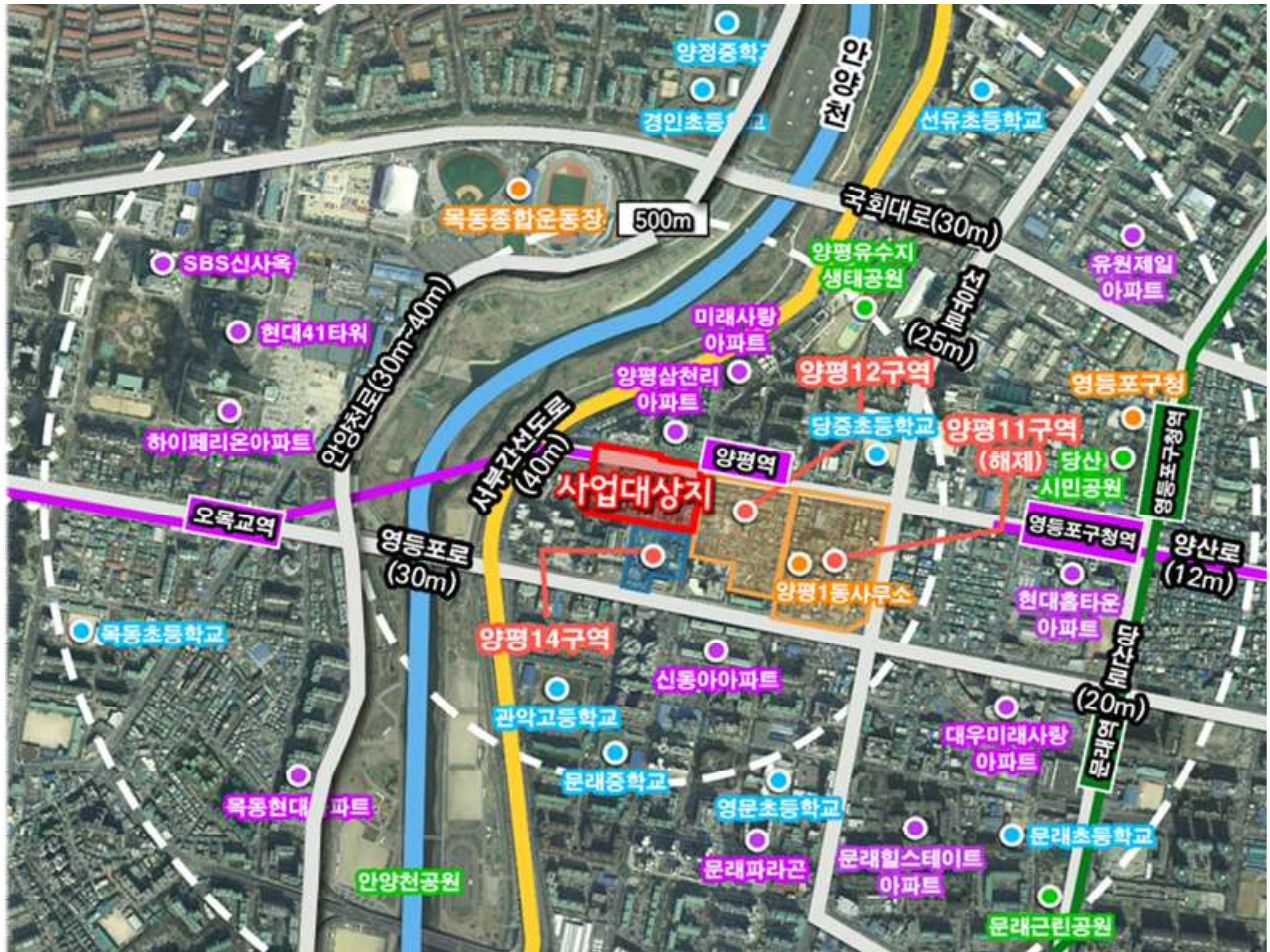 양정중학교
경인초등학교
안양천
선유초등학교
목동종합운동장
500m
국회대로(30m)
SBS신사옥
양평유수지
생태공원
선유로
(25m)
유원제일
아파트
현대41타워
안양천로(30m~40m)
미래사랑
아파트
양평삼천리
아파트
양평12구역
영등포구청
하이페리온아파트
서부간선도로
(40m)
당중초등학교
양평11구역
(해제)
당산
시민공원
영등포구청역
양평역
사업대상지
오목교역
영등포로
(30m)
영등포구청역
양산로
(12m)
양평1동사무소
현대홈타운
아파트
목동초등학교
양평14구역
신동아아파트
당산로
(20m)
관악고등학교
대우미래사랑
아파트
문래역
문래중학교
목동현대아파트
영문초등학교
문래초등학교
문래파라곤
문래힐스테이트
아파트
안양천공원
문래근린공원